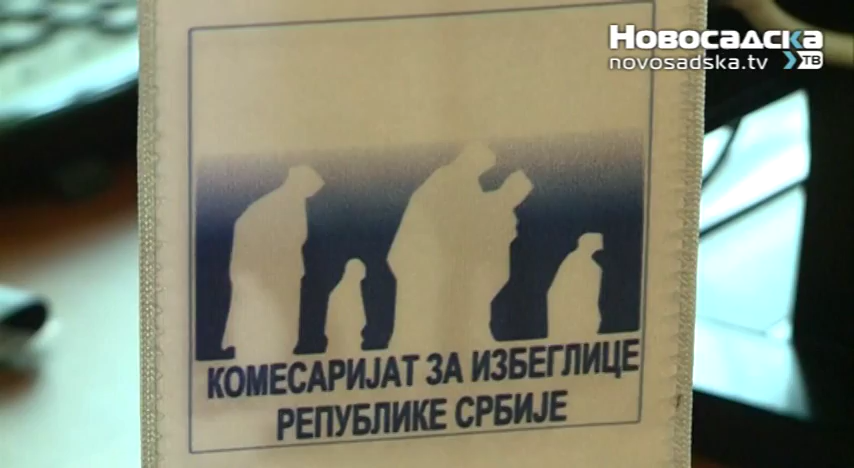 НОВОСАДСКА
novosadska.tv
ТВ
КОМЕСАРИЈАТ ЗА ИЗБЕГЛИЦЕ
РЕПУБЛИКЕ СРБИЈЕ